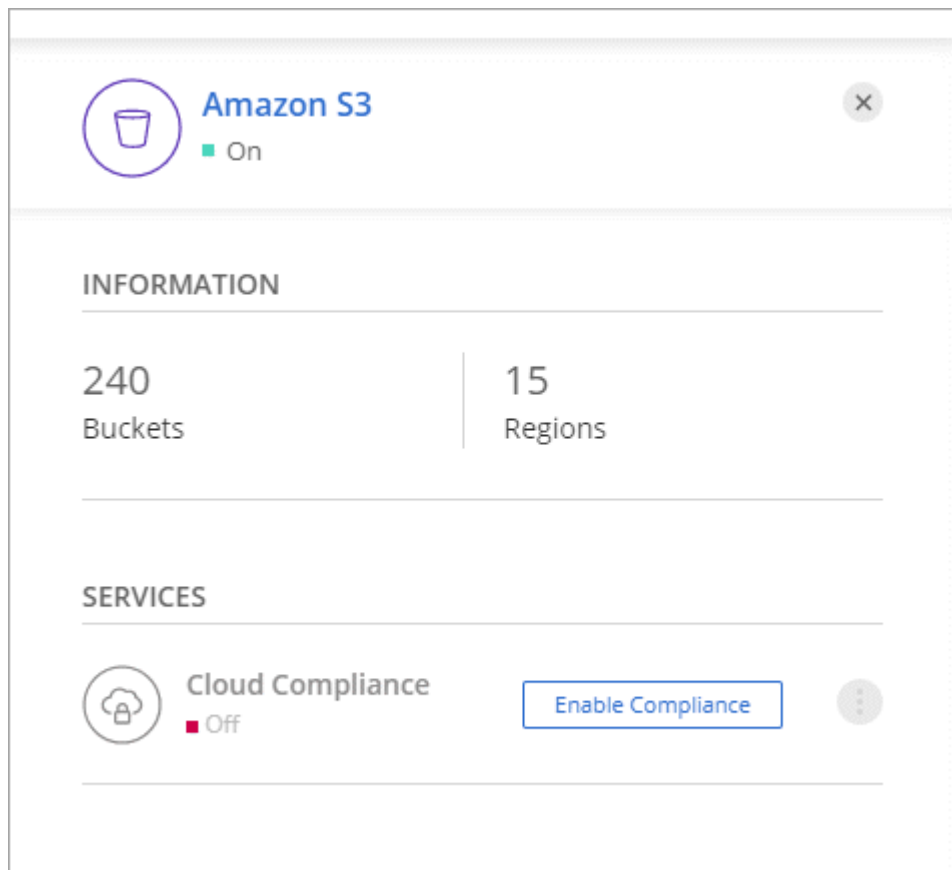 Amazon S3
On
INFORMATION
240
Buckets
15
Regions
SERVICES
Cloud Compliance
Off
Enable Compliance